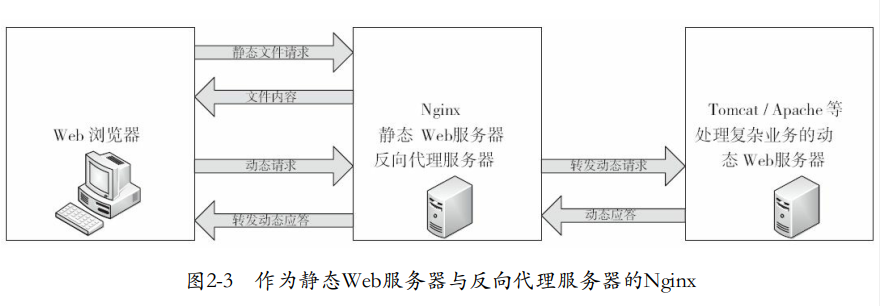 Web 浏览器
静态文件请求
文件内容
动态请求
转发动态应答
Nginx
静态 Web服务器
反向代理服务器
转发动态请求
动态应答
Tomcat / Apache 等
处理复杂业务的动
态 Web服务器
图2-3 作为静态Web服务器与反向代理服务器的Nginx